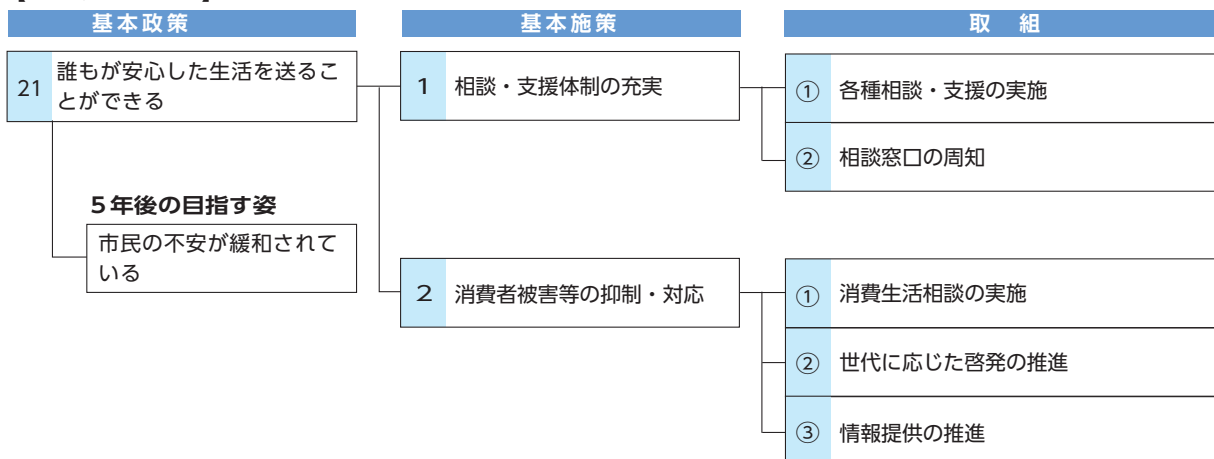 基本政策
基本施策
取 組
21 誰もが安心した生活を送るこ
とができる
1 相談・支援体制の充実
① 各種相談・支援の実施
② 相談窓口の周知
5年後の目指す姿
市民の不安が緩和されて
いる
2 消費者被害等の抑制・対応
① 消費生活相談の実施
② 世代に応じた啓発の推進
③ 情報提供の推進